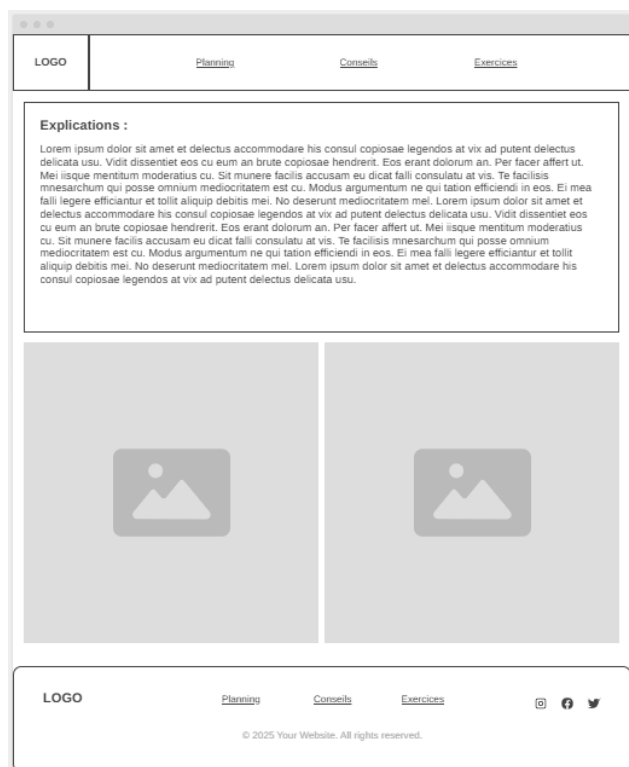 LOGO
Planning
Conseils
Exercices
Explications :
Lorem ipsum dolor sit amet et delectus accommodare his consul copiosae legendos at vix ad putent delectus
delicata usu. Vidit dissentiet eos cu eum an brute copiosae hendrerit. Eos erant dolorum an. Per facer affert ut.
Mei iisque mentitum moderatius cu. Sit munere facilis accusam eu dicat falli consulatu at vis. Te facilisis
mnesarchum qui posse omnium mediocritatem est cu. Modus argumentum ne qui tation efficiendi in eos. Ei mea
falli legere efficiantur et tollit aliquip debitis mei. No deserunt mediocritatem mel. Lorem ipsum dolor sit amet et
delectus accommodare his consul copiosae legendos at vix ad putent delectus delicata usu. Vidit dissentiet eos
cu eum an brute copiosae hendrerit. Eos erant dolorum an. Per facer affert ut. Mei iisque mentitum moderatius
cu. Sit munere facilis accusam eu dicat falli consulatu at vis. Te facilisis mnesarchum qui posse omnium
mediocritatem est cu. Modus argumentum ne qui tation efficiendi in eos. Ei mea falli legere efficiantur et tollit
aliquip debitis mei. No deserunt mediocritatem mel. Lorem ipsum dolor sit amet et delectus accommodare his
consul copiosae legendos at vix ad putent delectus delicata usu.
LOGO
Planning
Conseils
Exercices
© 2025 Your Website. All rights reserved.